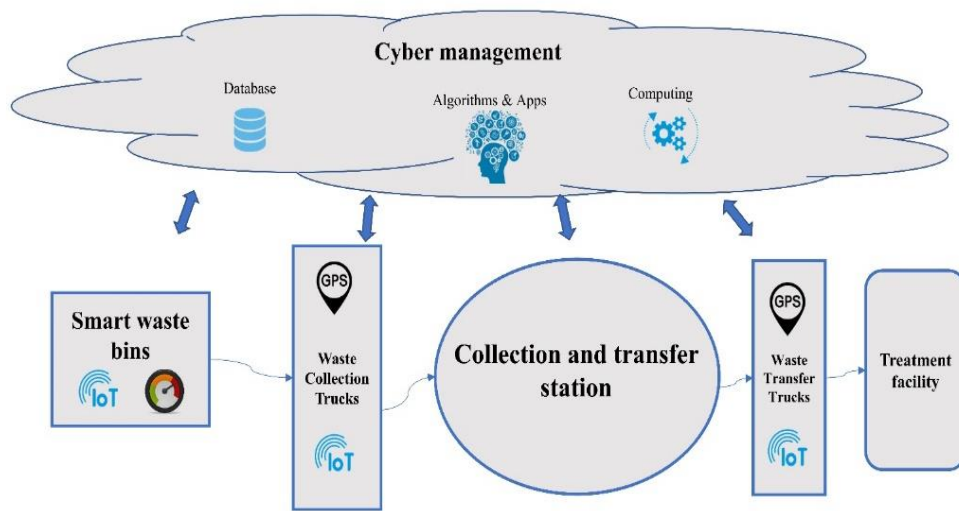 Cyber management
Database
Algorithms & Apps
Computing
Smart waste
bins
IoT
GPS
Waste
Collection
Trucks
IoT
Collection and transfer
station
GPS
Waste
Transfer
Trucks
IoT
Treatment
facility